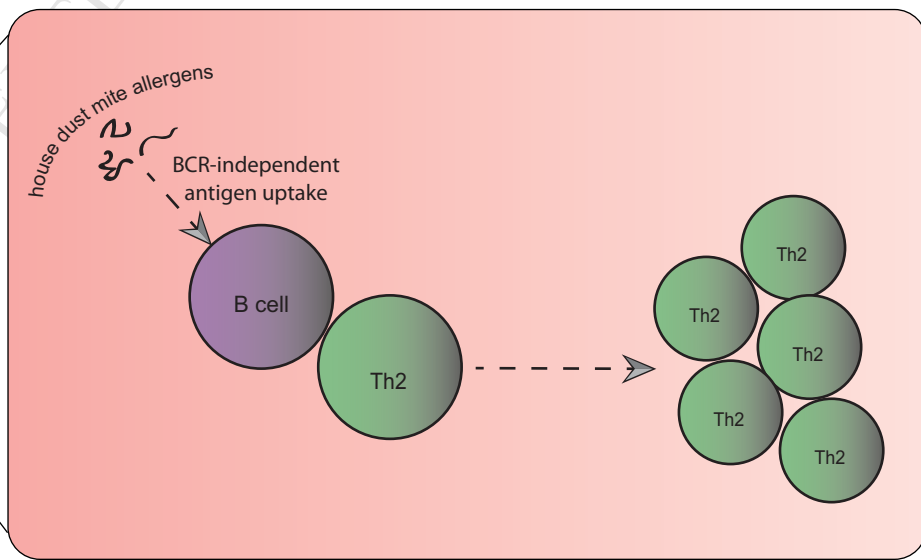 house dust mite allergens
BCR-independent
antigen uptake
B cell
Th2
Th2
Th2
Th2
Th2
Th2